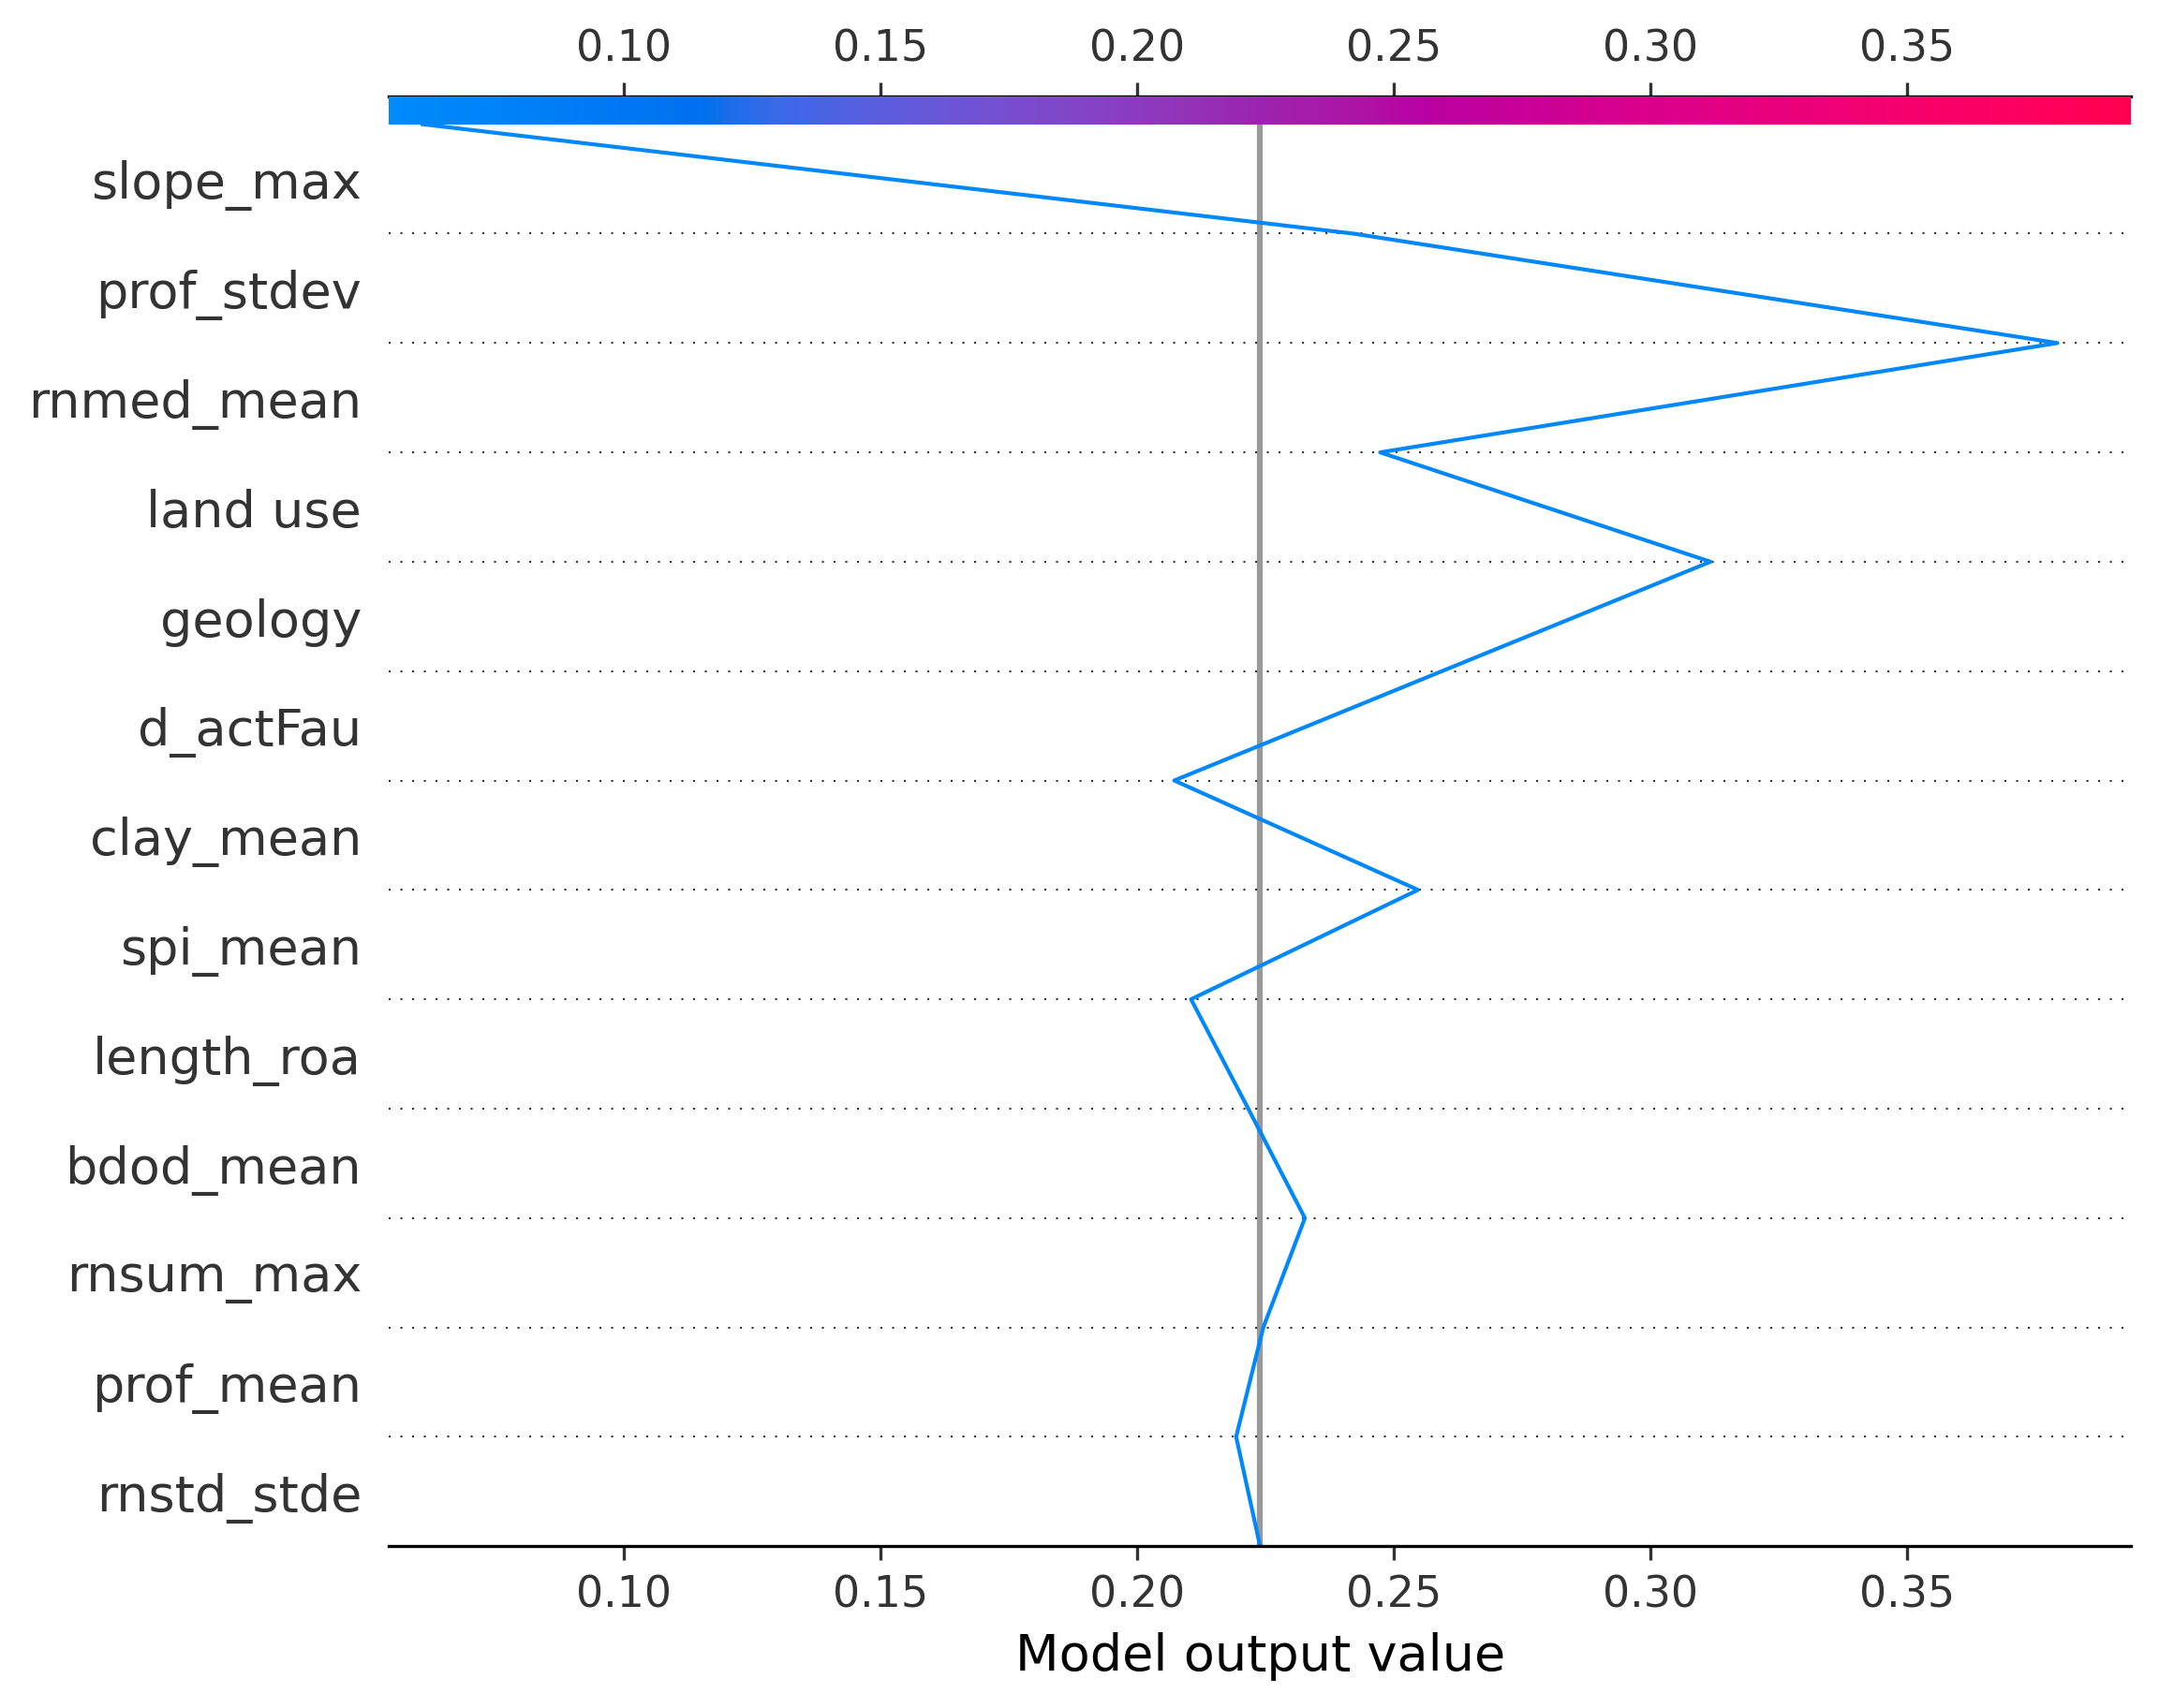 0.10 0.15 0.20 0.25 0.30 0.35
slope_max
prof_stdev
rnmed_mean
land use
geology
d_actFau
clay_mean
spi_mean
length_roa
bdod_mean
rnsum_max
prof_mean
rnstd_stde
0.10 0.15 0.20 0.25 0.30 0.35
Model output value